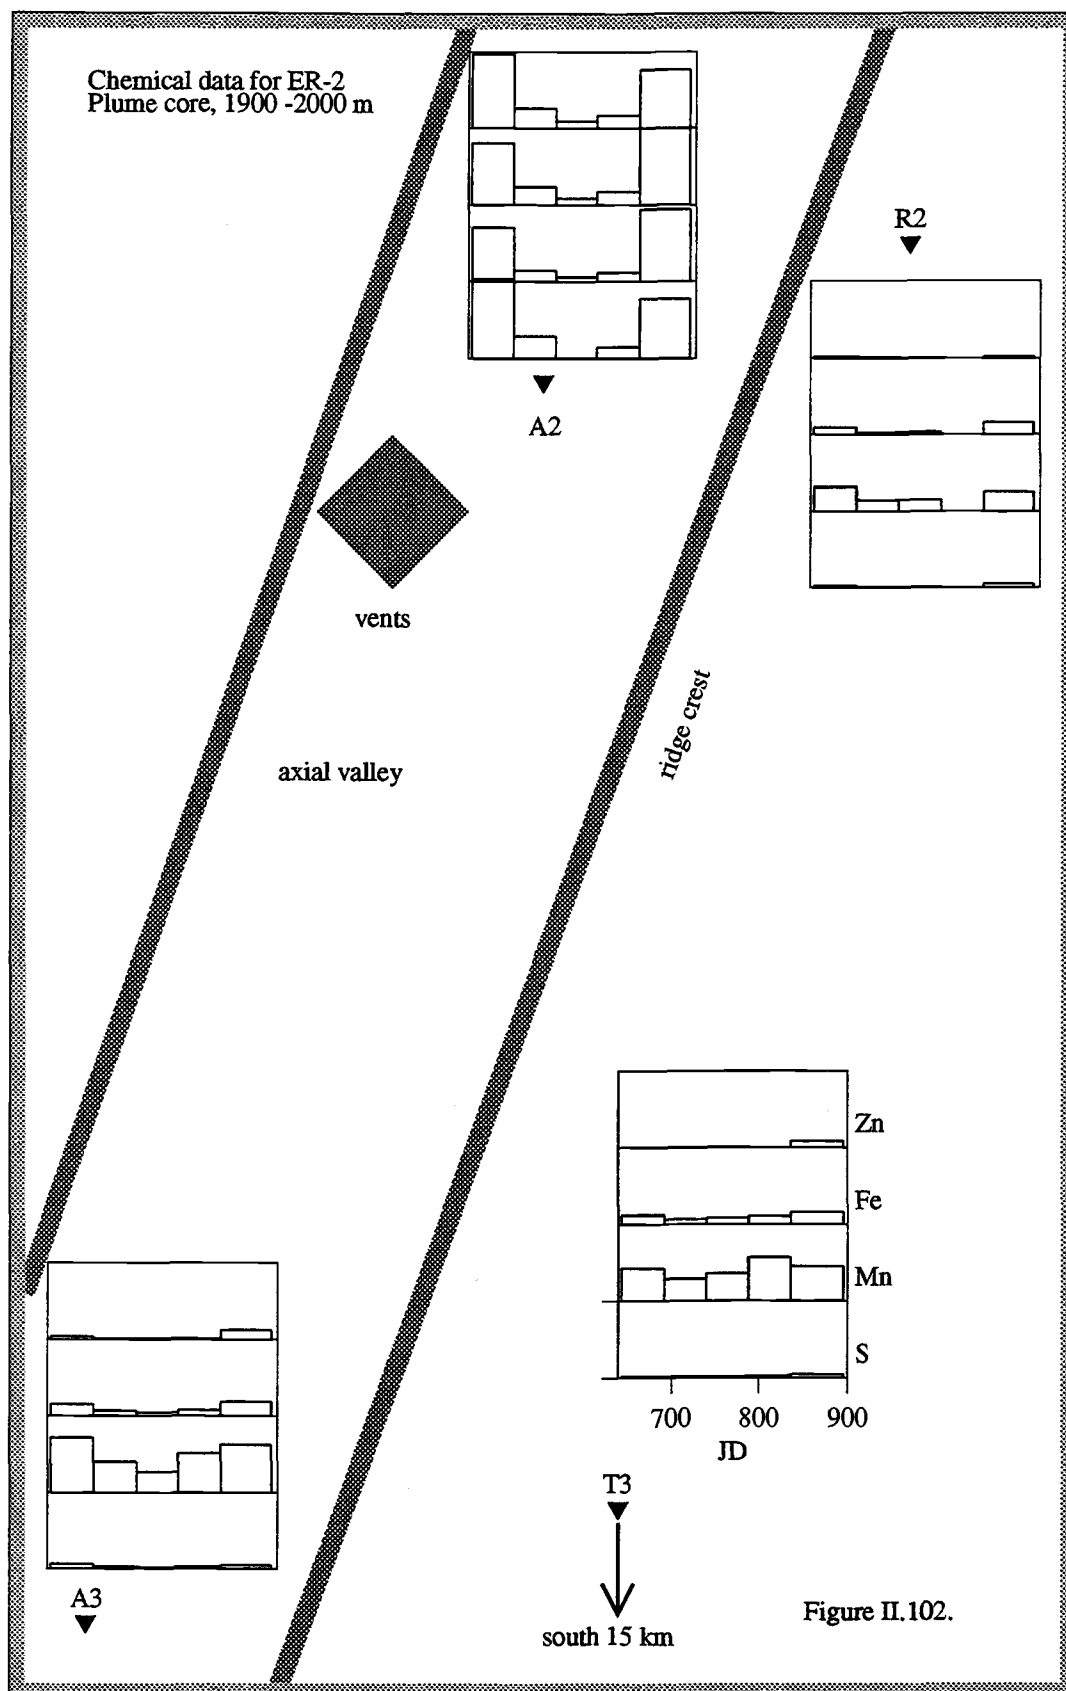 Chemical data for ER-2
Plume core, 1900 -2000 m
R2
A2
vents
ridge crest
axial valley
Zn
Fe
Mn
S
700 800 900
JD
T3
A3
Figure II.102.
south 15 km